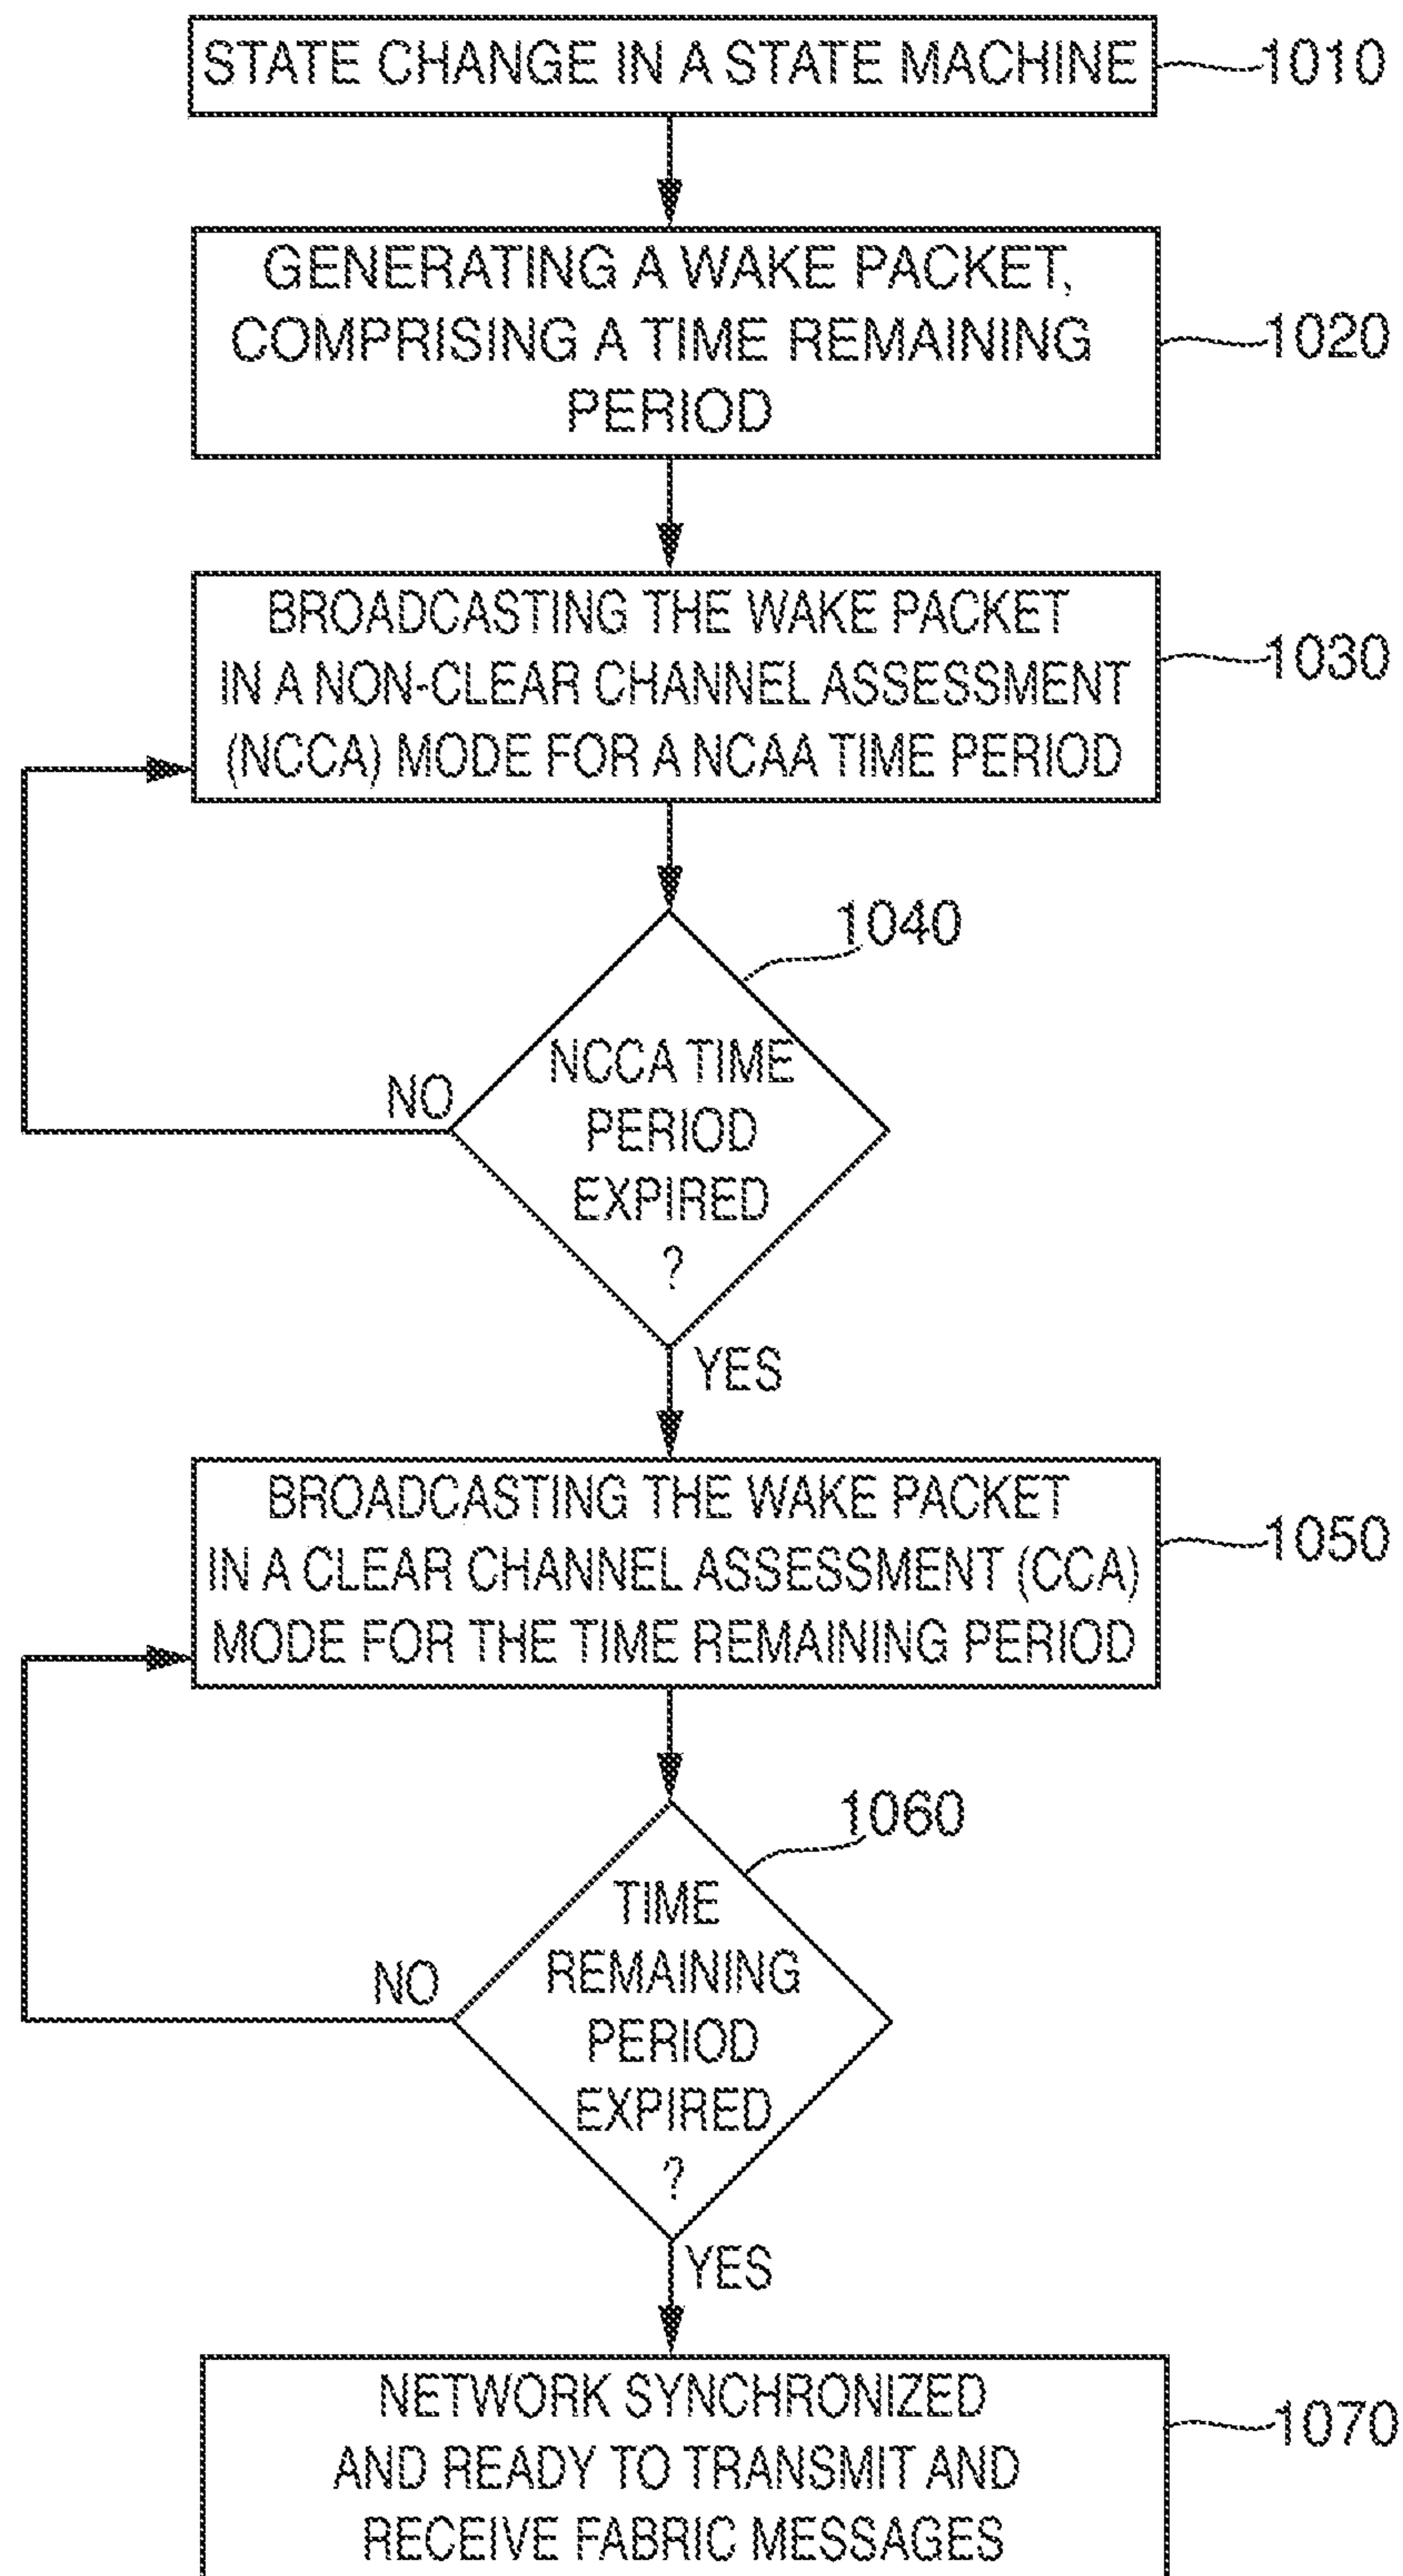 STATE CHANGE IN A STATE MACHINE
1010
GENERATING A WAKE PACKET,
COMPRISING A TIME REMAINING
PERIOD
1020
BROADCASTING THE WAKE PACKET
IN A NON-CLEAR CHANNEL ASSESSMENT
(NCCA) MODE FOR A NCAA TIME PERIOD
1030
1040
NCCA TIME
PERIOD
EXPIRED
?
NO
YES
BROADCASTING THE WAKE PACKET
IN A CLEAR CHANNEL ASSESSMENT (CCA)
MODE FOR THE TIME REMAINING PERIOD
1050
1060
TIME
REMAINING
PERIOD
EXPIRED
?
NO
YES
NETWORK SYNCHRONIZED
AND READY TO TRANSMIT AND
RECEIVE FABRIC MESSAGES
1070